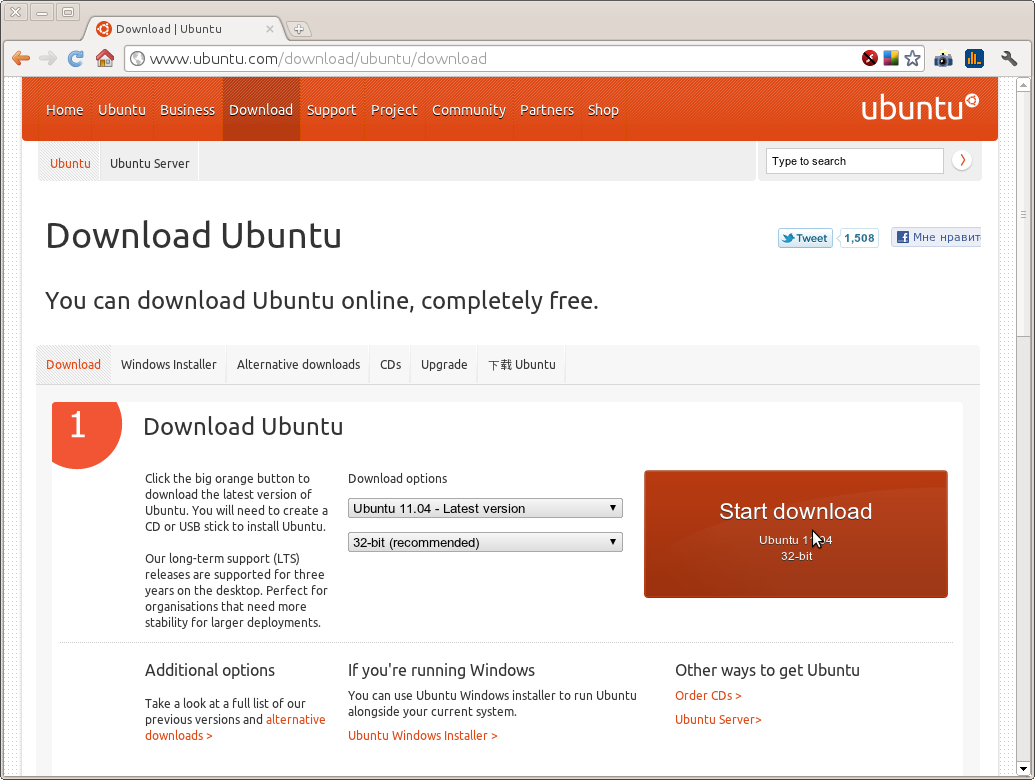 Download | Ubuntu
www.ubuntu.com/download/ubuntu/download
Home Ubuntu Business Download Support Project Community Partners Shop
ubuntu
Ubuntu Ubuntu Server
Type to search
Download Ubuntu
Tweet 1,508
Мне
You can download Ubuntu online, completely free.
Download Windows Installer Alternative downloads CDs Upgrade 下载 Ubuntu
1
Download Ubuntu
Click the big orange button to
download the latest version of
Ubuntu. You will need to create a
CD or USB stick to install Ubuntu.
Our long-term support (LTS)
releases are supported for three
years on the desktop. Perfect for
organisations that need more
stability for larger deployments.
Download options
Ubuntu 11.04 - Latest version
32-bit (recommended)
Start download
Ubuntu 11.04
32-bit
Additional options
Take a look at a full list of our
previous versions and alternative
downloads >
If you're running Windows
You can use Ubuntu Windows installer to run Ubuntu
alongside your current system.
Ubuntu Windows Installer >
Other ways to get Ubuntu
Order CDs >
Ubuntu Server>